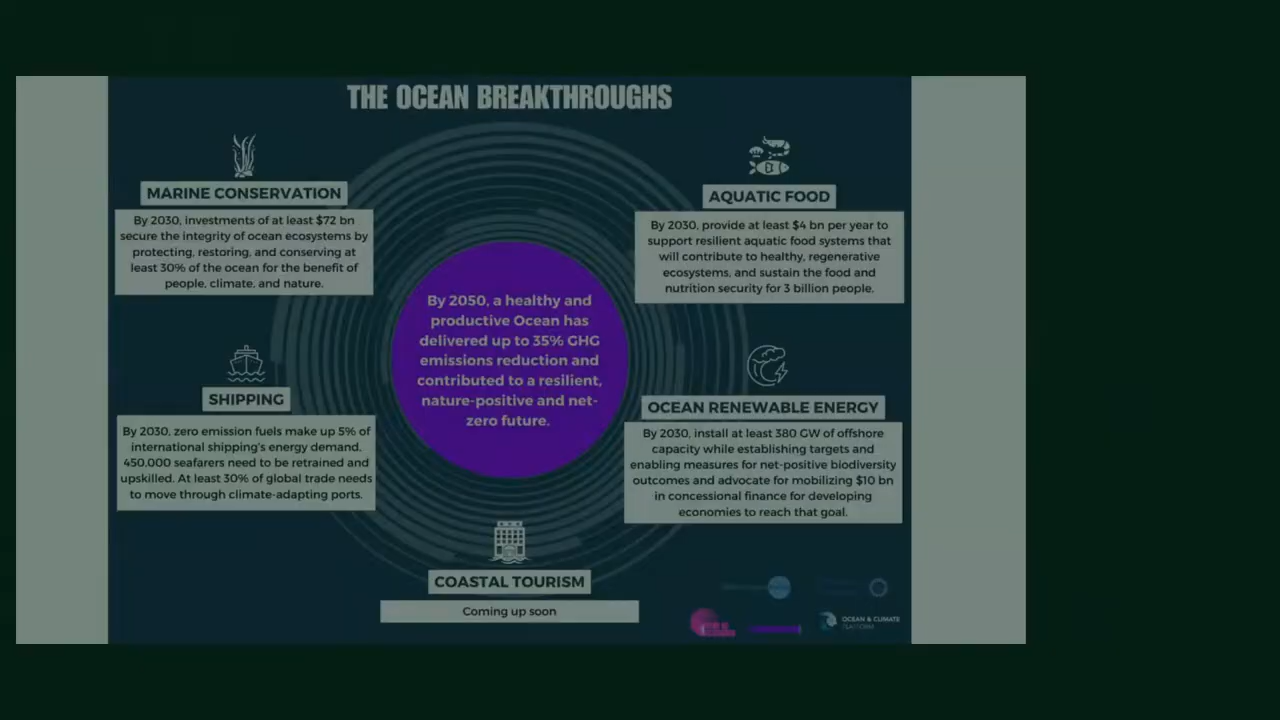 THE OCEAN BREAKTHROUGHS
MARINE CONSERVATION
By 2030, investments of at least $72 bn
secure the integrity of ocean ecosystems by
protecting, restoring, and conserving at
least 30% of the ocean for the benefit of
people, climate, and nature.
AQUATIC FOOD
By 2030, provide at least $4 bn per year to
support resilient aquatic food systems that
will contribute to healthy, regenerative
ecosystems, and sustain the food and
nutrition security for 3 billion people.
By 2050, a healthy and
productive Ocean has
delivered up to 35% GHG
emissions reduction and
contributed to a resilient,
nature-positive and net-
zero future.
SHIPPING
By 2030, zero emission fuels make up 5% of
international shipping's energy demand.
450,000 seafarers need to be retrained and
upskilled. At least 30% of global trade needs
to move through climate-adapting ports.
OCEAN RENEWABLE ENERGY
By 2030, install at least 380 GW of offshore
capacity while establishing targets and
enabling measures for net-positive biodiversity
outcomes and advocate for mobilizing $10 bn
in concessional finance for developing
economies to reach that goal.
COASTAL TOURISM
Coming up soon
OCEAN & CLIMATE
PLATFORM